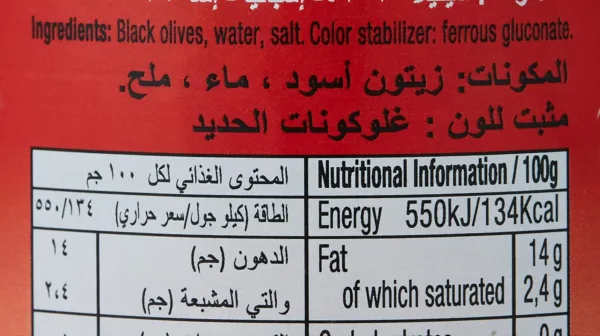 Ingredients: Black olives, water, salt. Color stabilizer: ferrous gluconate.
المكونات: زيتون أسود ، ماء ، ملح.
مثبت للون : غلوكونات الحديد
المحتوى الغذائي لكل ١٠٠ جم Nutritional Information / 100g
الطاقة (كيلو جول/سعر حراري) ٥٥٠/١٣٤ Energy 550kJ/134Kcal
الدهون (جم) ١٤ Fat 14 g
والتي المشبعة (جم) ٢،٤ of which saturated 2,4 g